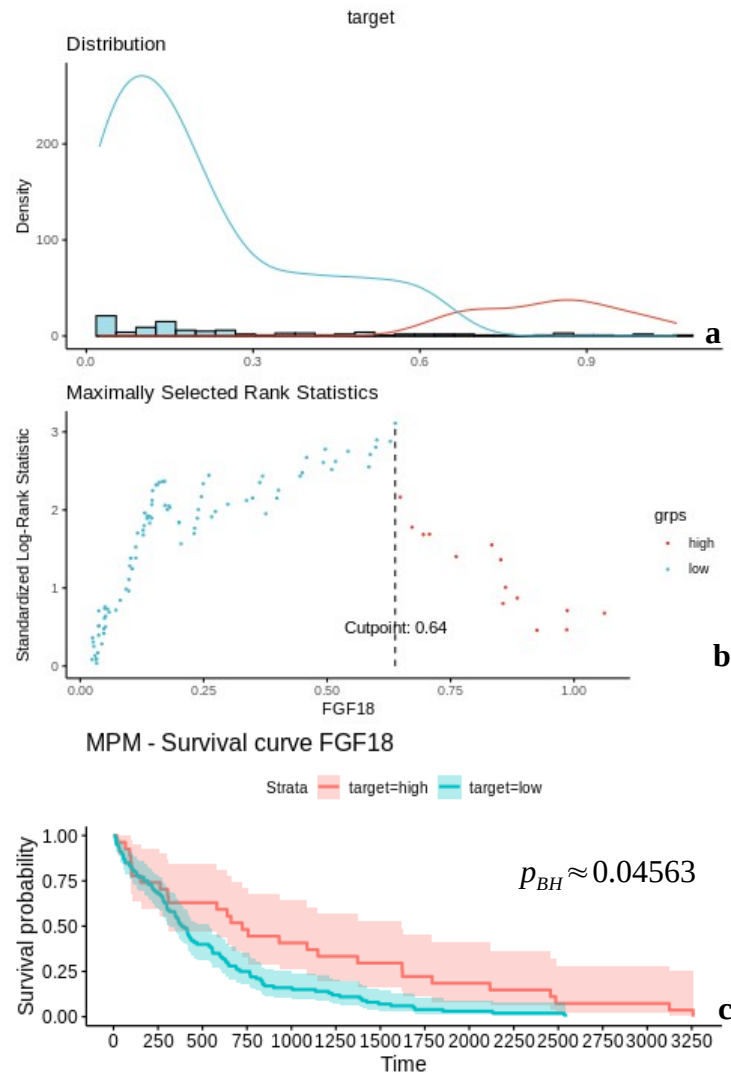 target
Distribution
Density
200
100
0
0.0 0.3 0.6 0.9
a
Maximally Selected Rank Statistics
Standardized Log-Rank Statistic
3
2
1
0
Cutpoint: 0.64
0.00 0.25 0.50 0.75 1.00
FGF18
grps
high
low
b
MPM - Survival curve FGF18
Strata target=high target=low
Survival probability
1.00
0.75
0.50
0.25
0.00
p_BH ≈ 0.04563
0 250 500 750 1000 1250 1500 1750 2000 2250 2500 2750 3000 3250
Time
c